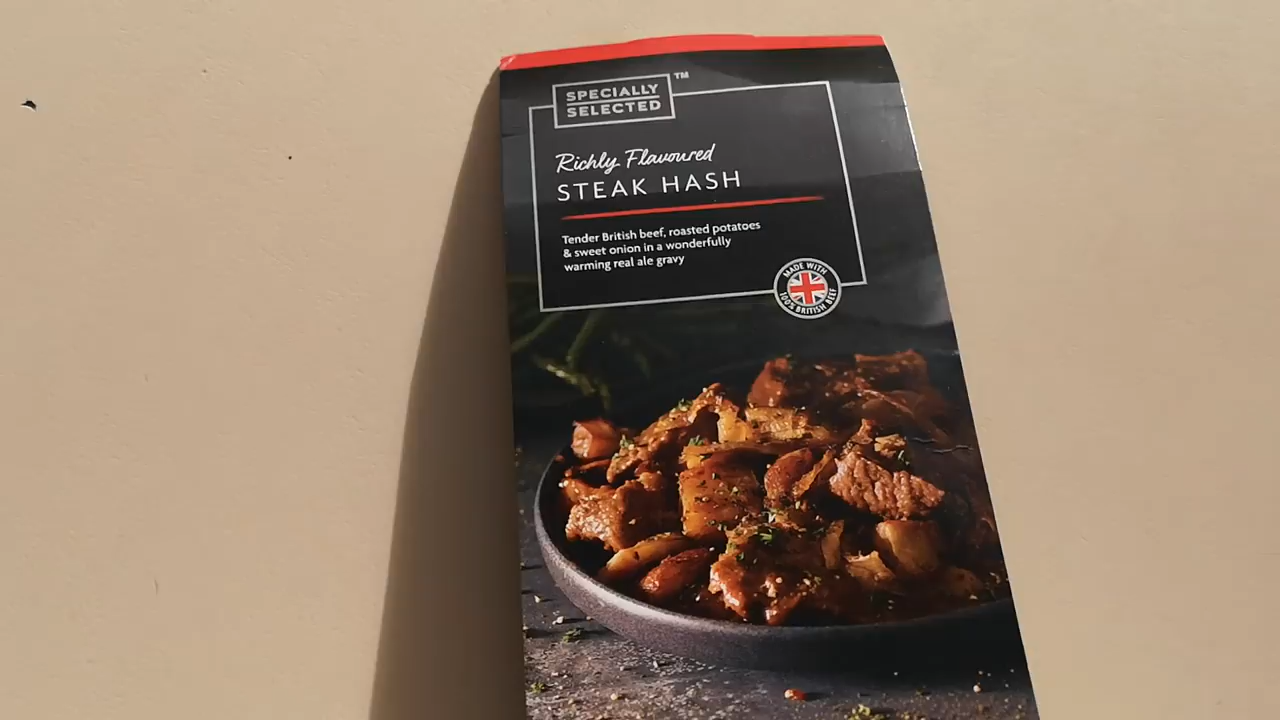 SPECIALLY
SELECTED
™
Richly Flavoured
STEAK HASH
Tender British beef, roasted potatoes
& sweet onion in a wonderfully
warming real ale gravy
MADE WITH
100% BRITISH BEEF